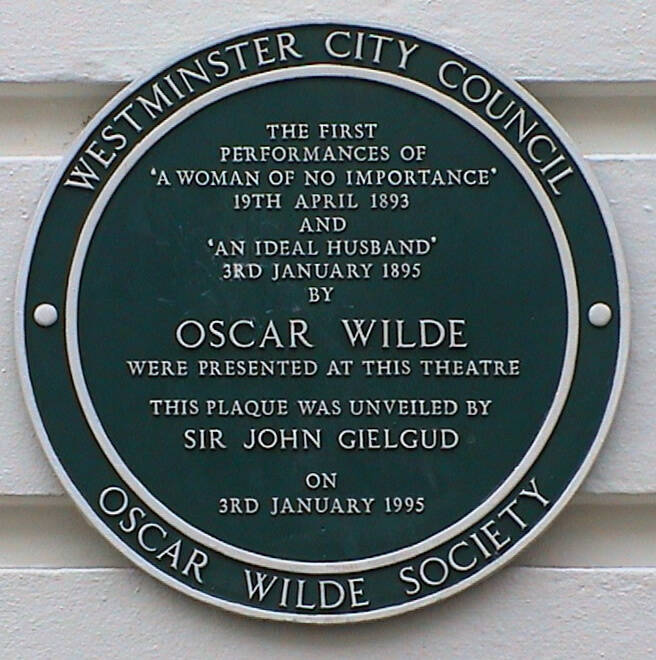 WESTMINSTER CITY COUNCIL
THE FIRST
PERFORMANCES OF
'A WOMAN OF NO IMPORTANCE'
19TH APRIL 1893
AND
'AN IDEAL HUSBAND'
3RD JANUARY 1895
BY
OSCAR WILDE
WERE PRESENTED AT THIS THEATRE
THIS PLAQUE WAS UNVEILED BY
SIR JOHN GIELGUD
ON
3RD JANUARY 1995
OSCAR WILDE SOCIETY